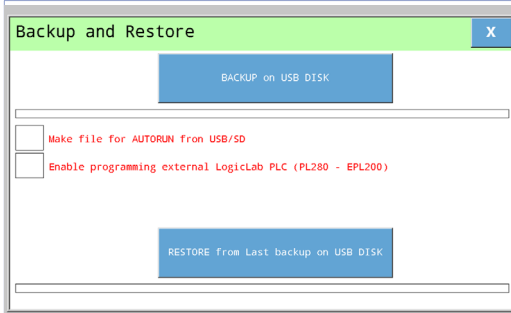 Backup and Restore
X
BACKUP on USB DISK
Make file for AUTORUN fron USB/SD
Enable programming external LogicLab PLC (PL280 - EPL200)
RESTORE from Last backup on USB DISK